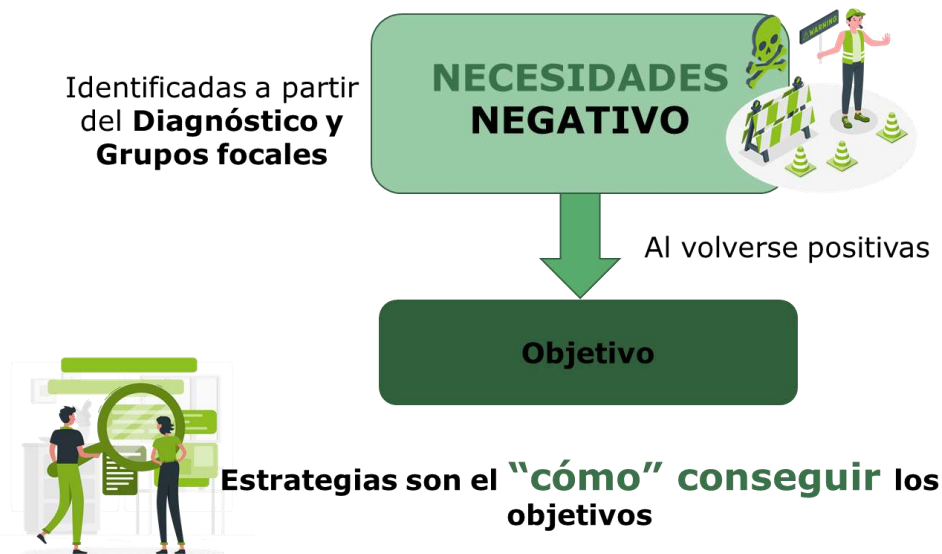 Identificadas a partir
del Diagnóstico y
Grupos focales
NECESIDADES
NEGATIVO
WARNING
Al volverse positivas
Objetivo
Estrategias son el “cómo” conseguir los
objetivos